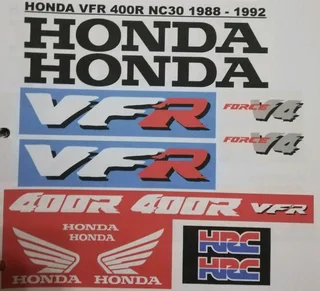 HONDA VFR 400R NC30 1988 - 1992
HONDA
HONDA
VFR
FORCE V4
VFR
FORCE V4
400R 400R VFR
HONDA
HONDA
HONDA HONDA
HRC
HRC